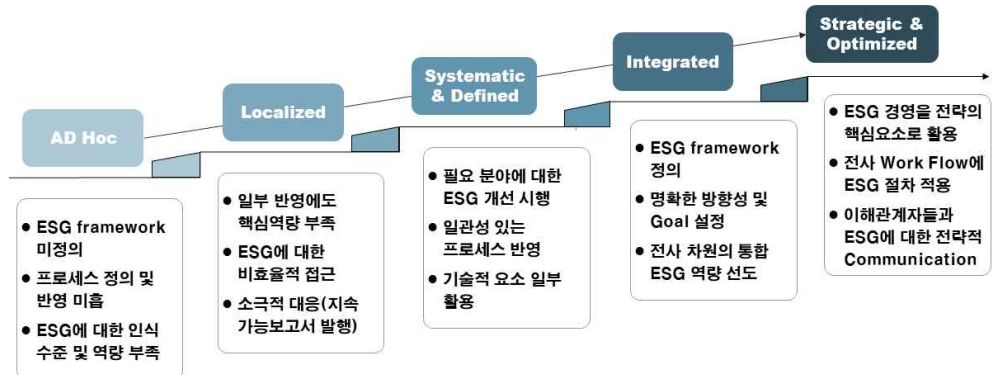 AD Hoc
● ESG framework
미정의
● 프로세스 정의 및
반영 미흡
● ESG에 대한 인식
수준 및 역량 부족
Localized
● 일부 반영에도
핵심역량 부족
● ESG에 대한
비효율적 접근
● 소극적 대응(지속
가능보고서 발행)
Systematic
& Defined
● 필요 분야에 대한
ESG 개선 시행
● 일관성 있는
프로세스 반영
● 기술적 요소 일부
활용
Integrated
● ESG framework
정의
● 명확한 방향성 및
Goal 설정
● 전사 차원의 통합
ESG 역량 선도
Strategic &
Optimized
● ESG 경영을 전략의
핵심요소로 활용
● 전사 Work Flow에
ESG 절차 적용
● 이해관계자들과
ESG에 대한 전략적
Communication